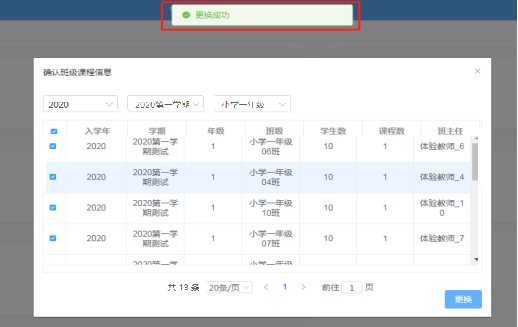 更换成功
确认班级课程信息
2020 2020第一学期 小学一年级
入学年 学期 年级 班级 学生数 课程数 班主任
2020 2020第一学期测试 1 小学一年级06班 10 1 体验教师_6
2020 2020第一学期测试 1 小学一年级04班 10 1 体验教师_4
2020 2020第一学期测试 1 小学一年级10班 10 1 体验教师_10
2020 2020第一学期测试 1 小学一年级07班 10 1 体验教师_7
2020第一学 小学一年级
共 13 条 20条/页 1 前往 1 页
更换